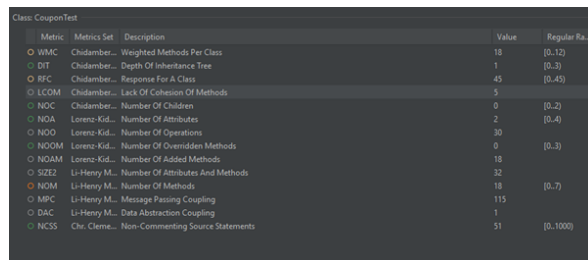 Class: CouponTest
Metric Metrics Set Description Value Regular Ra...
WMC Chidamber... Weighted Methods Per Class 18 [0..12)
DIT Chidamber... Depth Of Inheritance Tree 1 [0..3)
RFC Chidamber... Response For A Class 45 [0..45)
LCOM Chidamber... Lack Of Cohesion Of Methods 5
NOC Chidamber... Number Of Children 0 [0..2)
NOA Lorenz-Kid... Number Of Attributes 2 [0..4)
NOO Lorenz-Kid... Number Of Operations 30
NOOM Lorenz-Kid... Number Of Overridden Methods 0 [0..3)
NOAM Lorenz-Kid... Number Of Added Methods 18
SIZE2 Li-Henry M... Number Of Attributes And Methods 32
NOM Li-Henry M... Number Of Methods 18 [0..7)
MPC Li-Henry M... Message Passing Coupling 115
DAC Li-Henry M... Data Abstraction Coupling 1
NCSS Chr. Cleme... Non-Commenting Source Statements 51 [0..1000)